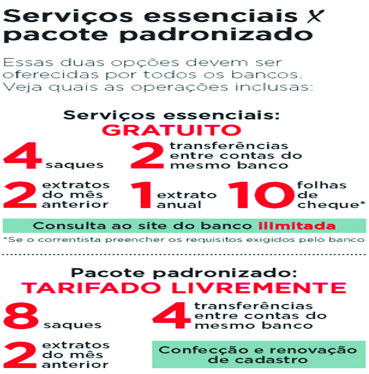 Serviços essenciais x
pacote padronizado
Essas duas opções devem ser
oferecidas por todos os bancos.
Veja quais as operações inclusas:
Serviços essenciais:
GRATUITO
4 saques
2 transferências
entre contas do
mesmo banco
2 extratos
do mês
anterior
1 extrato
anual
10 folhas
de
cheque*
Consulta ao site do banco Ilimitada
*Se o correntista preencher os requisitos exigidos pelo banco
Pacote padronizado:
TARIFADO LIVREMENTE
8 saques
4 transferências
entre contas do
mesmo banco
2 extratos
do mês
anterior
Confecção e renovação
de cadastro